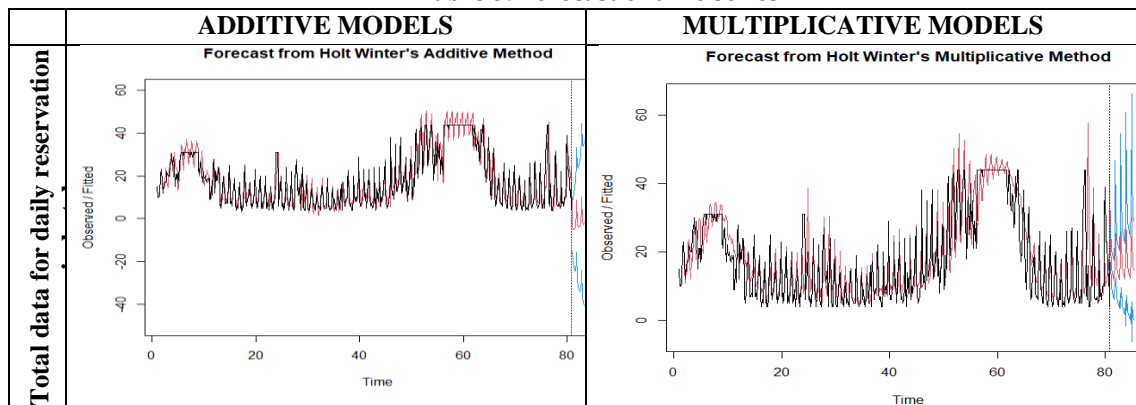 ADDITIVE MODELS
MULTIPLICATIVE MODELS
Total data for daily reservation
Forecast from Holt Winter's Additive Method
Observed / Fitted
60
40
20
0
-20
-40
0
20
40
60
80
Time
Forecast from Holt Winter's Multiplicative Method
Observed / Fitted
60
40
20
0
0
20
40
60
80
Time